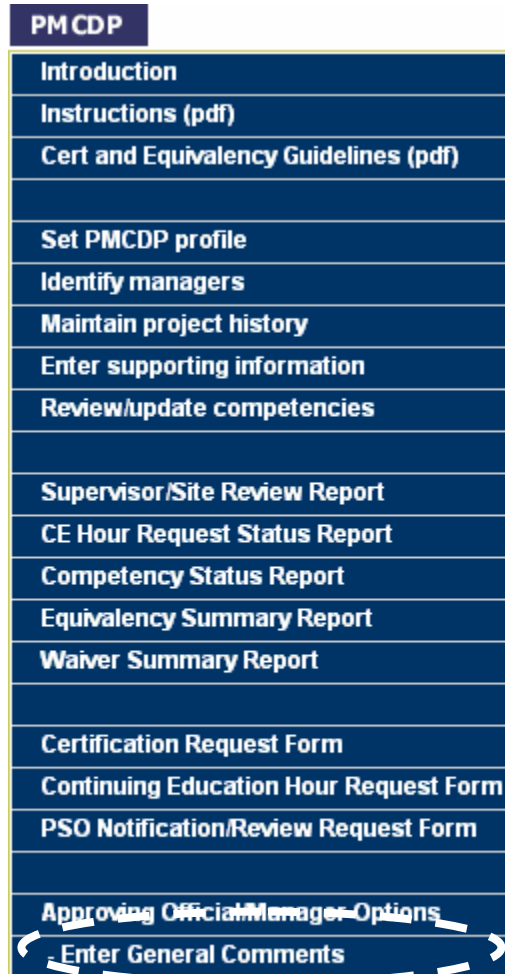 PMCDP
Introduction
Instructions (pdf)
Cert and Equivalency Guidelines (pdf)
Set PMCDP profile
Identify managers
Maintain project history
Enter supporting information
Review/update competencies
Supervisor/Site Review Report
CE Hour Request Status Report
Competency Status Report
Equivalency Summary Report
Waiver Summary Report
Certification Request Form
Continuing Education Hour Request Form
PSO Notification/Review Request Form
Approving Official/Manager Options
- Enter General Comments